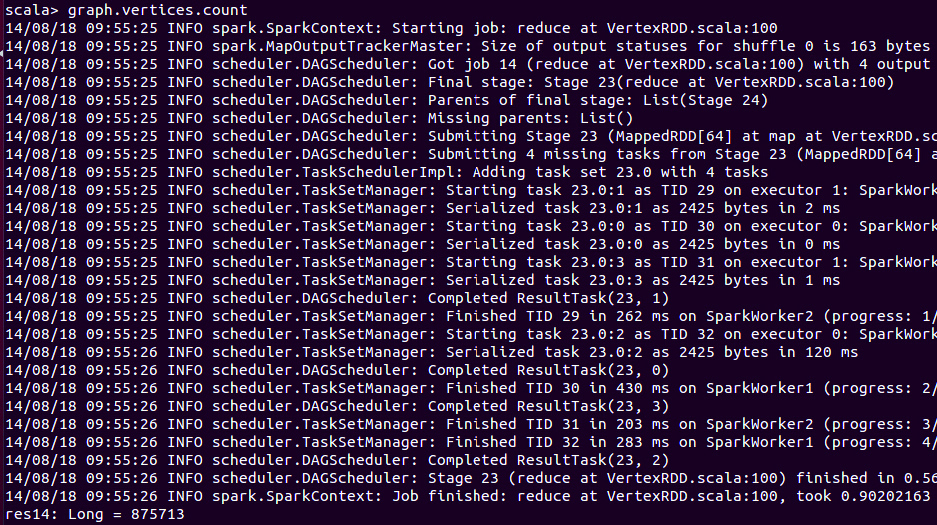 scala> graph.vertices.count
14/08/18 09:55:25 INFO spark.SparkContext: Starting job: reduce at VertexRDD.scala:100
14/08/18 09:55:25 INFO spark.MapOutputTrackerMaster: Size of output statuses for shuffle 0 is 163 bytes
14/08/18 09:55:25 INFO scheduler.DAGScheduler: Got job 14 (reduce at VertexRDD.scala:100) with 4 output
14/08/18 09:55:25 INFO scheduler.DAGScheduler: Final stage: Stage 23(reduce at VertexRDD.scala:100)
14/08/18 09:55:25 INFO scheduler.DAGScheduler: Parents of final stage: List(Stage 24)
14/08/18 09:55:25 INFO scheduler.DAGScheduler: Missing parents: List()
14/08/18 09:55:25 INFO scheduler.DAGScheduler: Submitting Stage 23 (MappedRDD[64] at map at VertexRDD.sc
14/08/18 09:55:25 INFO scheduler.DAGScheduler: Submitting 4 missing tasks from Stage 23 (MappedRDD[64] a
14/08/18 09:55:25 INFO scheduler.TaskSchedulerImpl: Adding task set 23.0 with 4 tasks
14/08/18 09:55:25 INFO scheduler.TaskSetManager: Starting task 23.0:1 as TID 29 on executor 1: SparkWork
14/08/18 09:55:25 INFO scheduler.TaskSetManager: Serialized task 23.0:1 as 2425 bytes in 2 ms
14/08/18 09:55:25 INFO scheduler.TaskSetManager: Starting task 23.0:0 as TID 30 on executor 0: SparkWork
14/08/18 09:55:25 INFO scheduler.TaskSetManager: Serialized task 23.0:0 as 2425 bytes in 0 ms
14/08/18 09:55:25 INFO scheduler.TaskSetManager: Starting task 23.0:3 as TID 31 on executor 1: SparkWork
14/08/18 09:55:25 INFO scheduler.TaskSetManager: Serialized task 23.0:3 as 2425 bytes in 1 ms
14/08/18 09:55:25 INFO scheduler.DAGScheduler: Completed ResultTask(23, 1)
14/08/18 09:55:25 INFO scheduler.TaskSetManager: Finished TID 29 in 262 ms on SparkWorker2 (progress: 1/
14/08/18 09:55:25 INFO scheduler.TaskSetManager: Starting task 23.0:2 as TID 32 on executor 0: SparkWork
14/08/18 09:55:26 INFO scheduler.TaskSetManager: Serialized task 23.0:2 as 2425 bytes in 120 ms
14/08/18 09:55:26 INFO scheduler.DAGScheduler: Completed ResultTask(23, 0)
14/08/18 09:55:26 INFO scheduler.TaskSetManager: Finished TID 30 in 430 ms on SparkWorker1 (progress: 2/
14/08/18 09:55:26 INFO scheduler.DAGScheduler: Completed ResultTask(23, 3)
14/08/18 09:55:26 INFO scheduler.TaskSetManager: Finished TID 31 in 203 ms on SparkWorker2 (progress: 3/
14/08/18 09:55:26 INFO scheduler.TaskSetManager: Finished TID 32 in 283 ms on SparkWorker1 (progress: 4/
14/08/18 09:55:26 INFO scheduler.DAGScheduler: Completed ResultTask(23, 2)
14/08/18 09:55:26 INFO scheduler.DAGScheduler: Stage 23 (reduce at VertexRDD.scala:100) finished in 0.56
14/08/18 09:55:26 INFO spark.SparkContext: Job finished: reduce at VertexRDD.scala:100, took 0.90202163
res14: Long = 875713